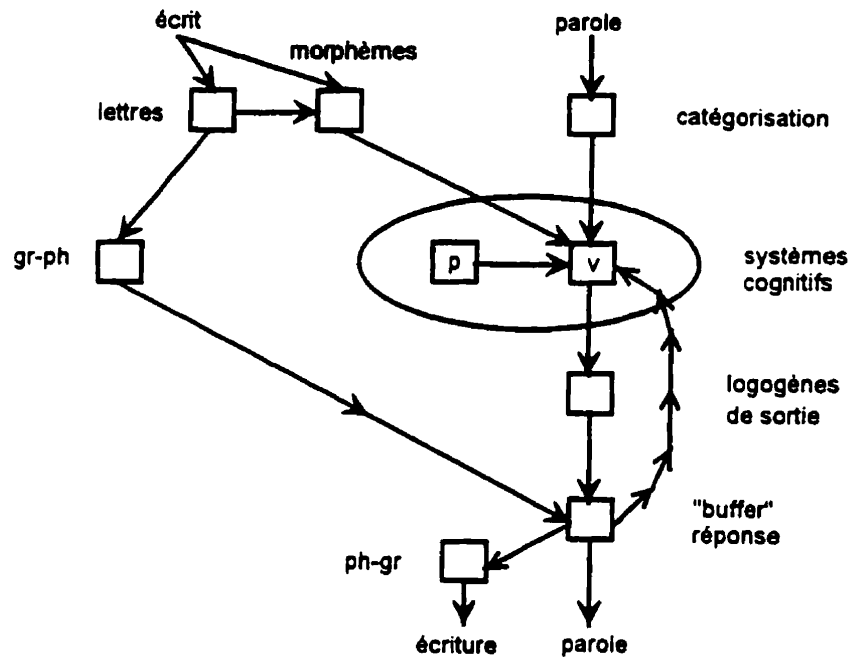 écrit
parole
morphèmes
lettres
catégorisation
gr-ph
p
v
systèmes
cognitifs
logogènes
de sortie
"buffer"
réponse
ph-gr
écriture
parole